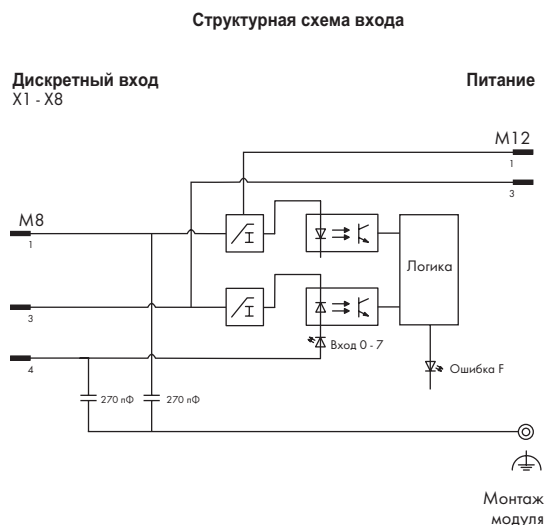 Структурная схема входа
Дискретный вход
X1 - X8
Питание
M12
1
3
M8
1
3
4
I
I
Логика
Вход 0 - 7
Ошибка F
270 пФ
270 пФ
Монтаж
модуля